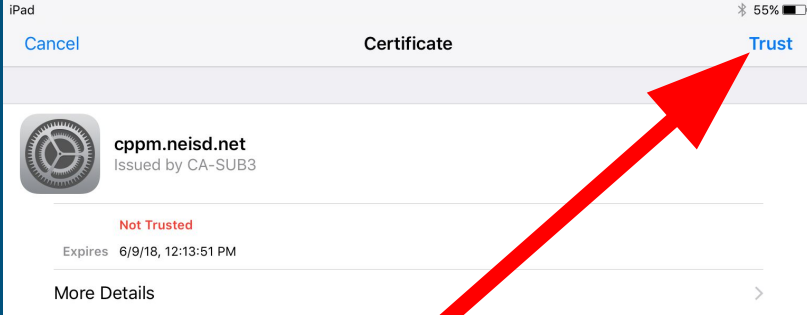 iPad 55%
Cancel Certificate Trust
cppm.neisd.net
Issued by CA-SUB3
Not Trusted
Expires 6/9/18, 12:13:51 PM
More Details